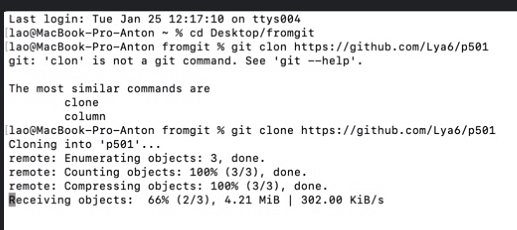 Last login: Tue Jan 25 12:17:10 on ttys004
[lao@MacBook-Pro-Anton ~ % cd Desktop/fromgit
[lao@MacBook-Pro-Anton fromgit % git clon https://github.com/Lya6/p501
git: 'clon' is not a git command. See 'git --help'.

The most similar commands are
        clone
        column
[lao@MacBook-Pro-Anton fromgit % git clone https://github.com/Lya6/p501
Cloning into 'p501'...
remote: Enumerating objects: 3, done.
remote: Counting objects: 100% (3/3), done.
remote: Compressing objects: 100% (3/3), done.
Receiving objects:  66% (2/3), 4.21 MiB | 302.00 KiB/s